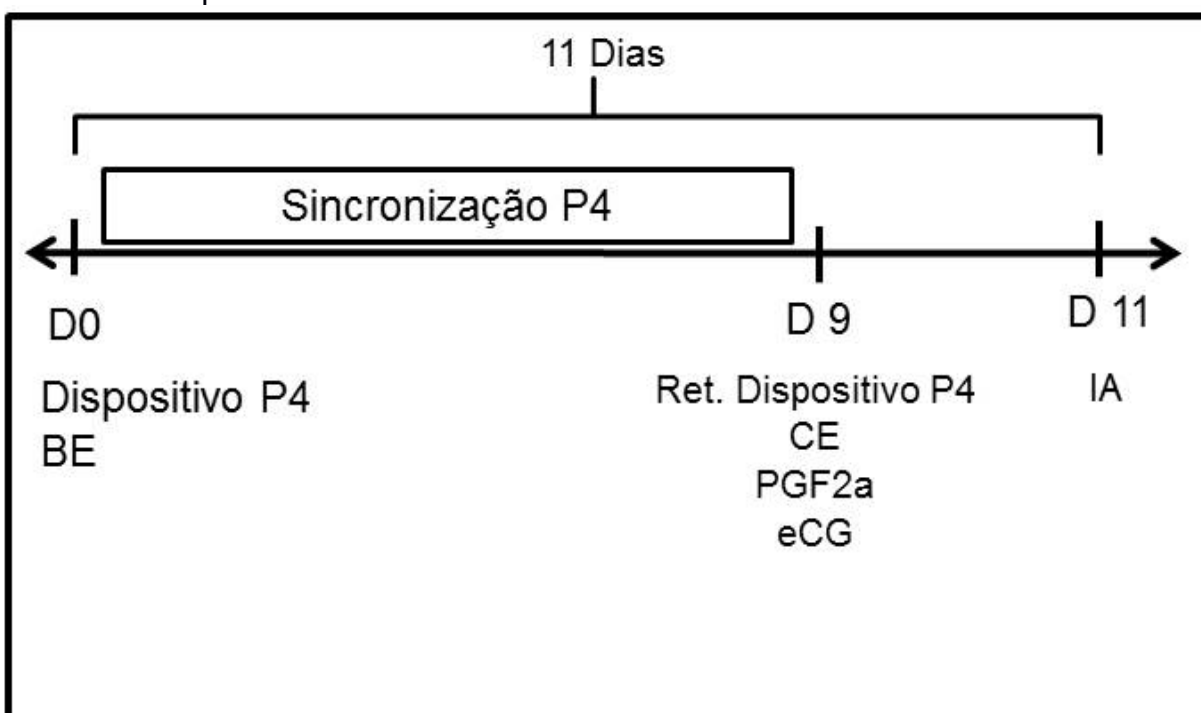 11 Dias
Sincronização P4
D0
D 9
D 11
Dispositivo P4
BE
Ret. Dispositivo P4
CE
PGF2a
eCG
IA